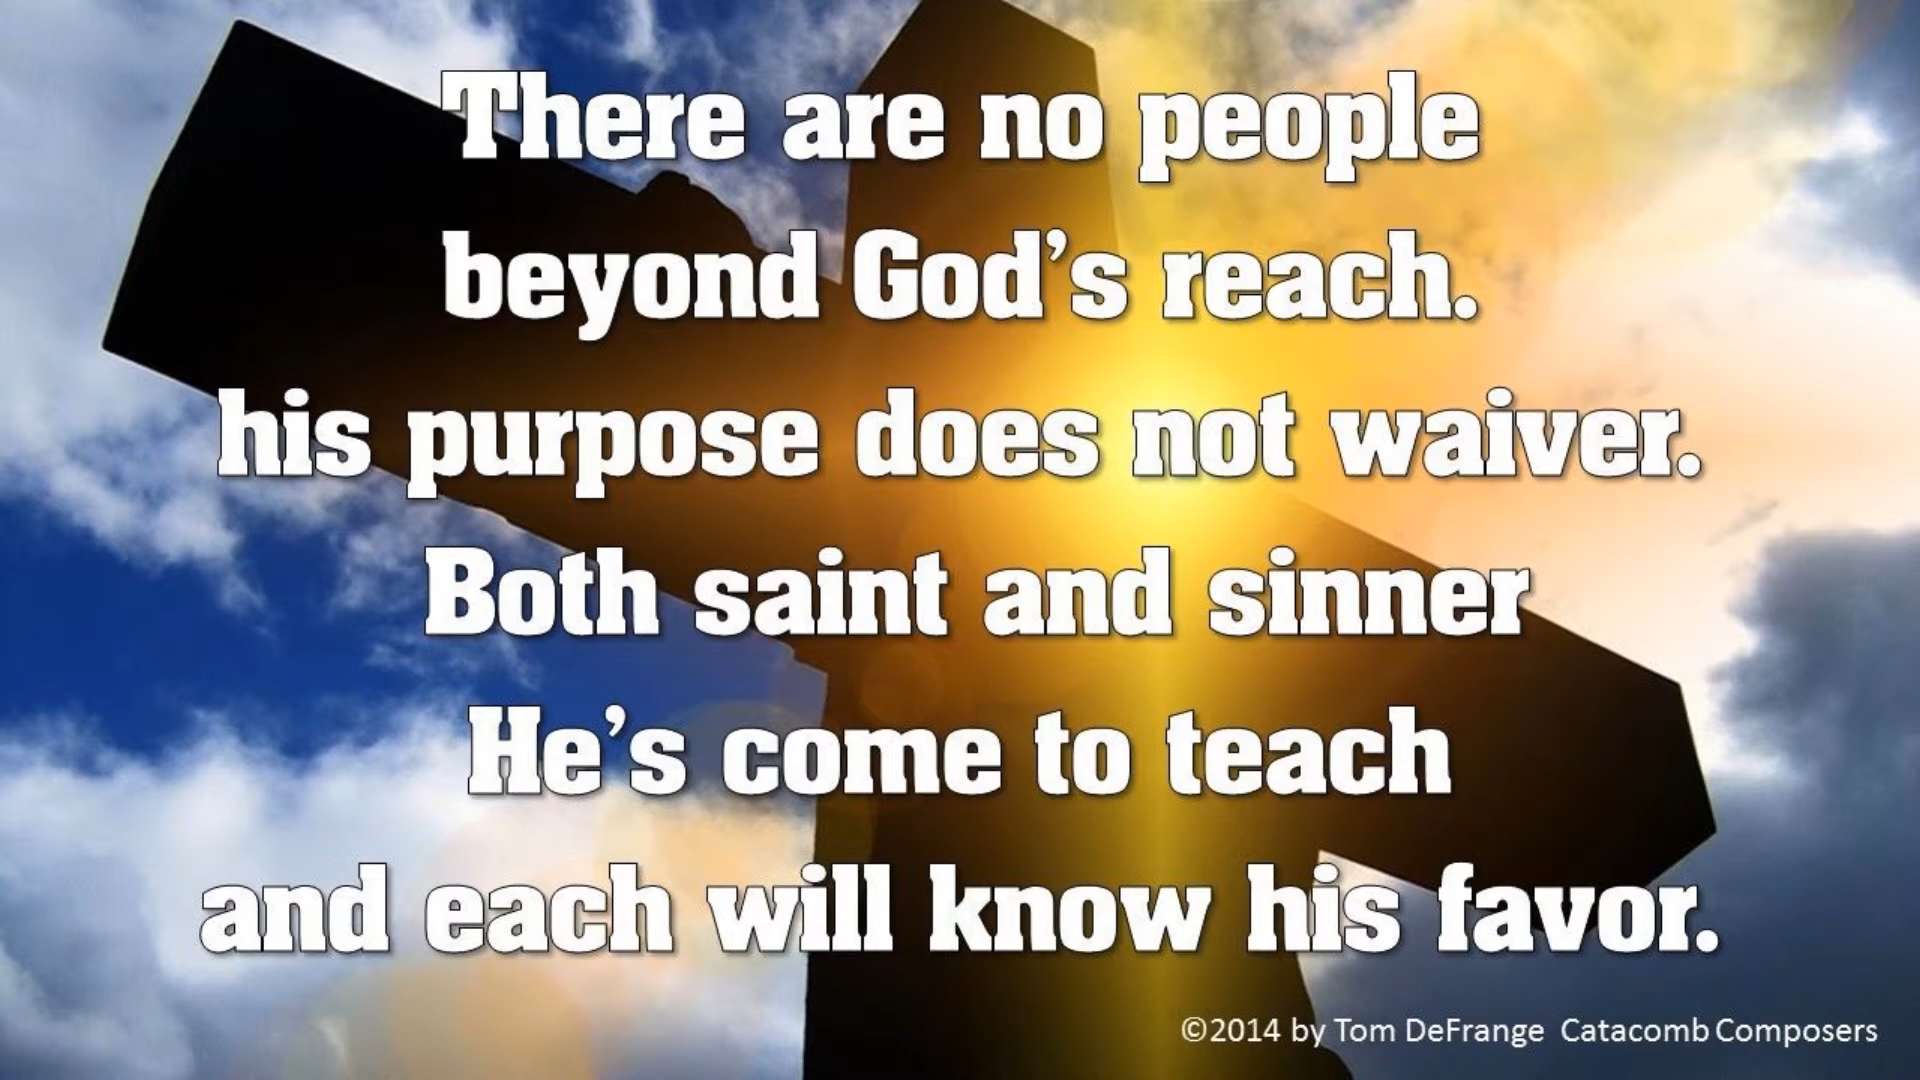 There are no people
beyond God’s reach.
his purpose does not waiver.
Both saint and sinner
He’s come to teach
and each will know his favor.
©2014 by Tom DeFrange Catacomb Composers